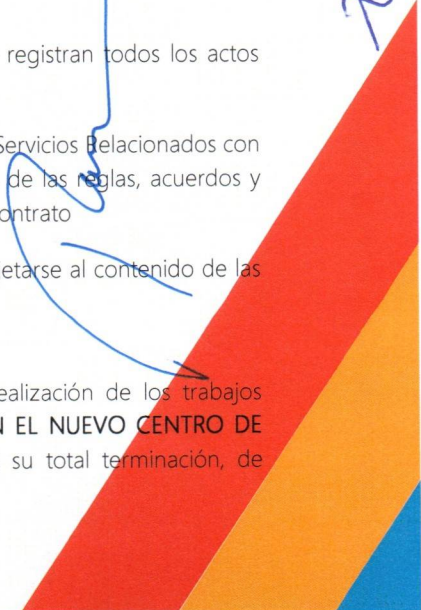 registran todos los actos
Servicios Relacionados con
de las reglas, acuerdos y
ontrato
etarse al contenido de las
ealización de los trabajos
EL NUEVO CENTRO DE
su total terminación, de